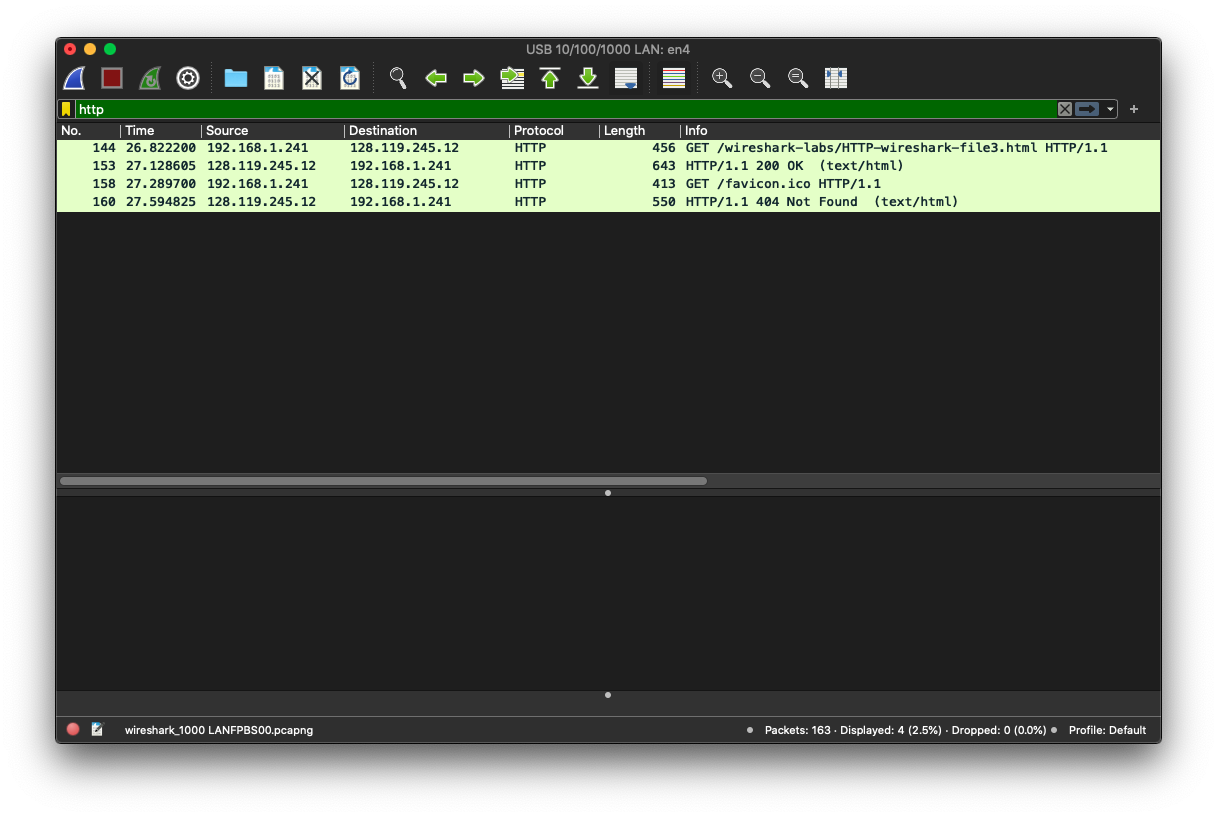 USB 10/100/1000 LAN: en4
http
No. Time Source Destination Protocol Length Info
144 26.822200 192.168.1.241 128.119.245.12 HTTP 456 GET /wireshark-labs/HTTP-wireshark-file3.html HTTP/1.1
153 27.128605 128.119.245.12 192.168.1.241 HTTP 643 HTTP/1.1 200 OK (text/html)
158 27.289700 192.168.1.241 128.119.245.12 HTTP 413 GET /favicon.ico HTTP/1.1
160 27.594825 128.119.245.12 192.168.1.241 HTTP 550 HTTP/1.1 404 Not Found (text/html)
wireshark_1000 LANFPBS00.pcapng Packets: 163 · Displayed: 4 (2.5%) · Dropped: 0 (0.0%) Profile: Default